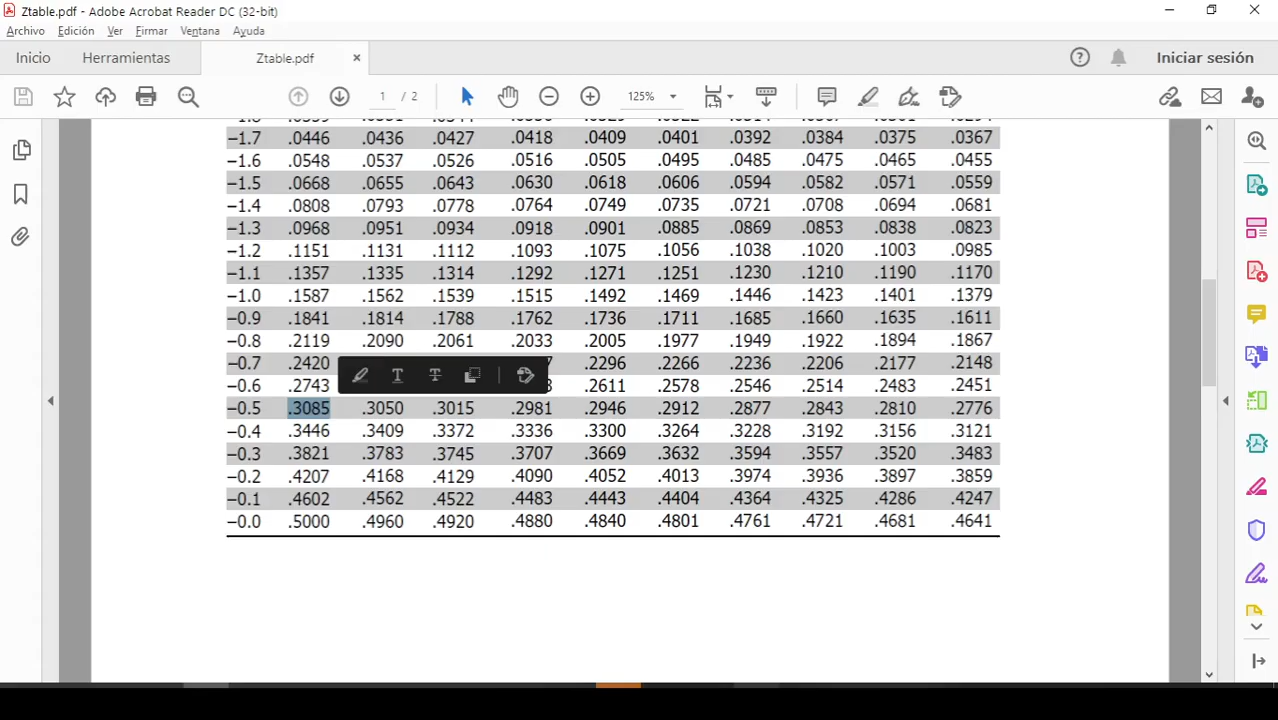 Ztable.pdf - Adobe Acrobat Reader DC (32-bit)
Archivo Edición Ver Firmar Ventana Ayuda
Inicio Herramientas Ztable.pdf × Iniciar sesión
1 / 2 125%
−1.7 .0446 .0436 .0427 .0418 .0409 .0401 .0392 .0384 .0375 .0367
−1.6 .0548 .0537 .0526 .0516 .0505 .0495 .0485 .0475 .0465 .0455
−1.5 .0668 .0655 .0643 .0630 .0618 .0606 .0594 .0582 .0571 .0559
−1.4 .0808 .0793 .0778 .0764 .0749 .0735 .0721 .0708 .0694 .0681
−1.3 .0968 .0951 .0934 .0918 .0901 .0885 .0869 .0853 .0838 .0823
−1.2 .1151 .1131 .1112 .1093 .1075 .1056 .1038 .1020 .1003 .0985
−1.1 .1357 .1335 .1314 .1292 .1271 .1251 .1230 .1210 .1190 .1170
−1.0 .1587 .1562 .1539 .1515 .1492 .1469 .1446 .1423 .1401 .1379
−0.9 .1841 .1814 .1788 .1762 .1736 .1711 .1685 .1660 .1635 .1611
−0.8 .2119 .2090 .2061 .2033 .2005 .1977 .1949 .1922 .1894 .1867
−0.7 .2420 .2296 .2266 .2236 .2206 .2177 .2148
−0.6 .2743 .2611 .2578 .2546 .2514 .2483 .2451
−0.5 .3085 .3050 .3015 .2981 .2946 .2912 .2877 .2843 .2810 .2776
−0.4 .3446 .3409 .3372 .3336 .3300 .3264 .3228 .3192 .3156 .3121
−0.3 .3821 .3783 .3745 .3707 .3669 .3632 .3594 .3557 .3520 .3483
−0.2 .4207 .4168 .4129 .4090 .4052 .4013 .3974 .3936 .3897 .3859
−0.1 .4602 .4562 .4522 .4483 .4443 .4404 .4364 .4325 .4286 .4247
−0.0 .5000 .4960 .4920 .4880 .4840 .4801 .4761 .4721 .4681 .4641